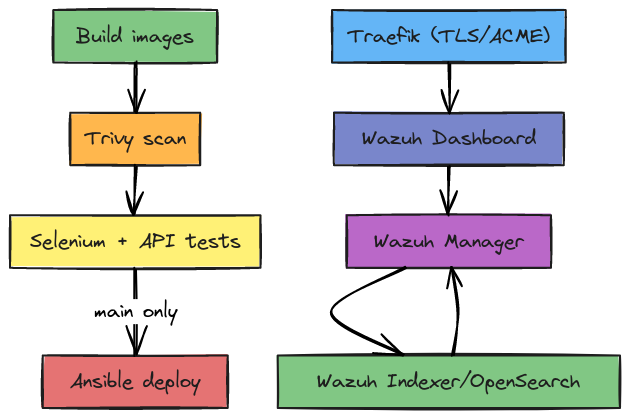 Build images
Trivy scan
Selenium + API tests
main only
Ansible deploy
Traefik (TLS/ACME)
Wazuh Dashboard
Wazuh Manager
Wazuh Indexer/OpenSearch